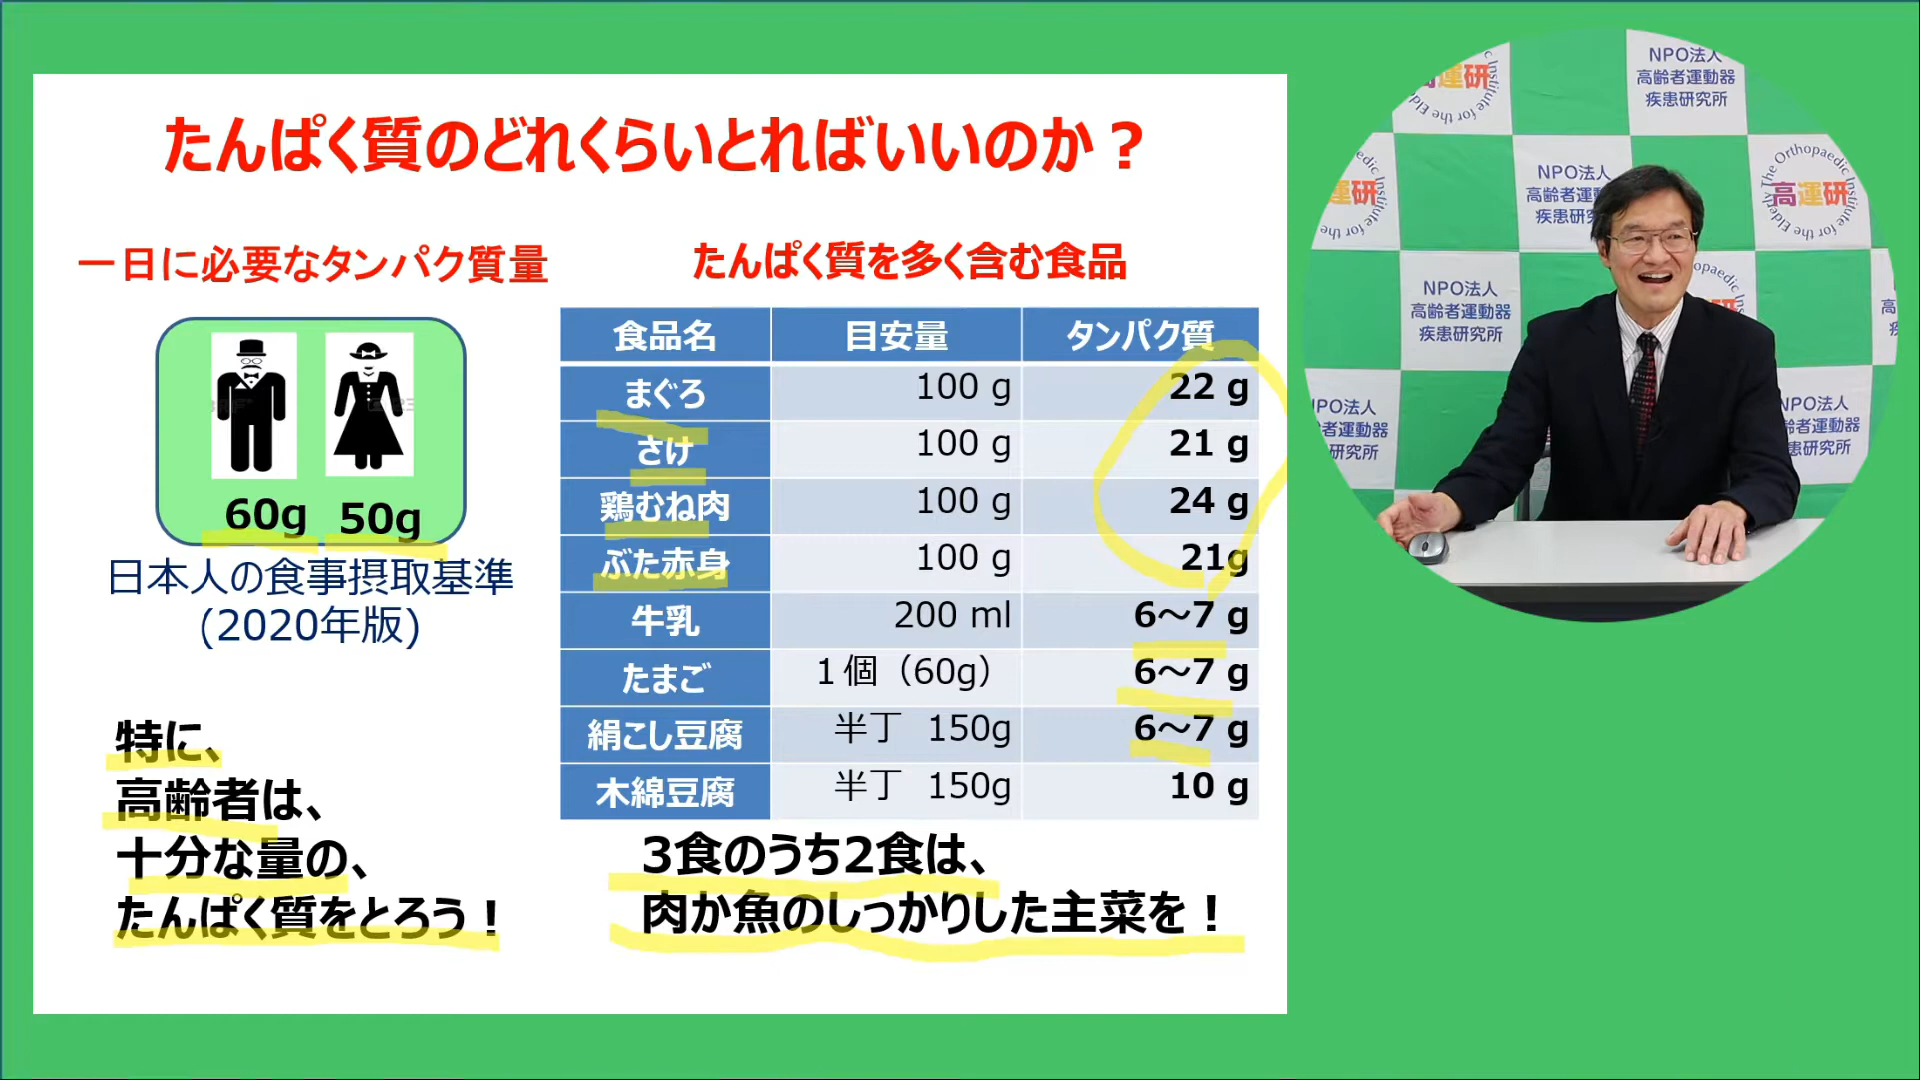 たんぱく質のどれくらいとればいいのか？
一日に必要なタンパク質量
60g 50g
日本人の食事摂取基準
(2020年版)
特に、
高齢者は、
十分な量の、
たんぱく質をとろう！
たんぱく質を多く含む食品
食品名 目安量 タンパク質
まぐろ 100 g 22 g
さけ 100 g 21 g
鶏むね肉 100 g 24 g
ぶた赤身 100 g 21g
牛乳 200 ml 6～7 g
たまご 1個（60g） 6～7 g
絹こし豆腐 半丁 150g 6～7 g
木綿豆腐 半丁 150g 10 g
3食のうち2食は、
肉か魚のしっかりした主菜を！
NPO法人
高齢者運動器
疾患研究所
NPO法人
高齢者運
疾患研究
The Orthopaedic Institute for the Elderly
高運研
NPO法人
高齢者運動器
疾患研究所